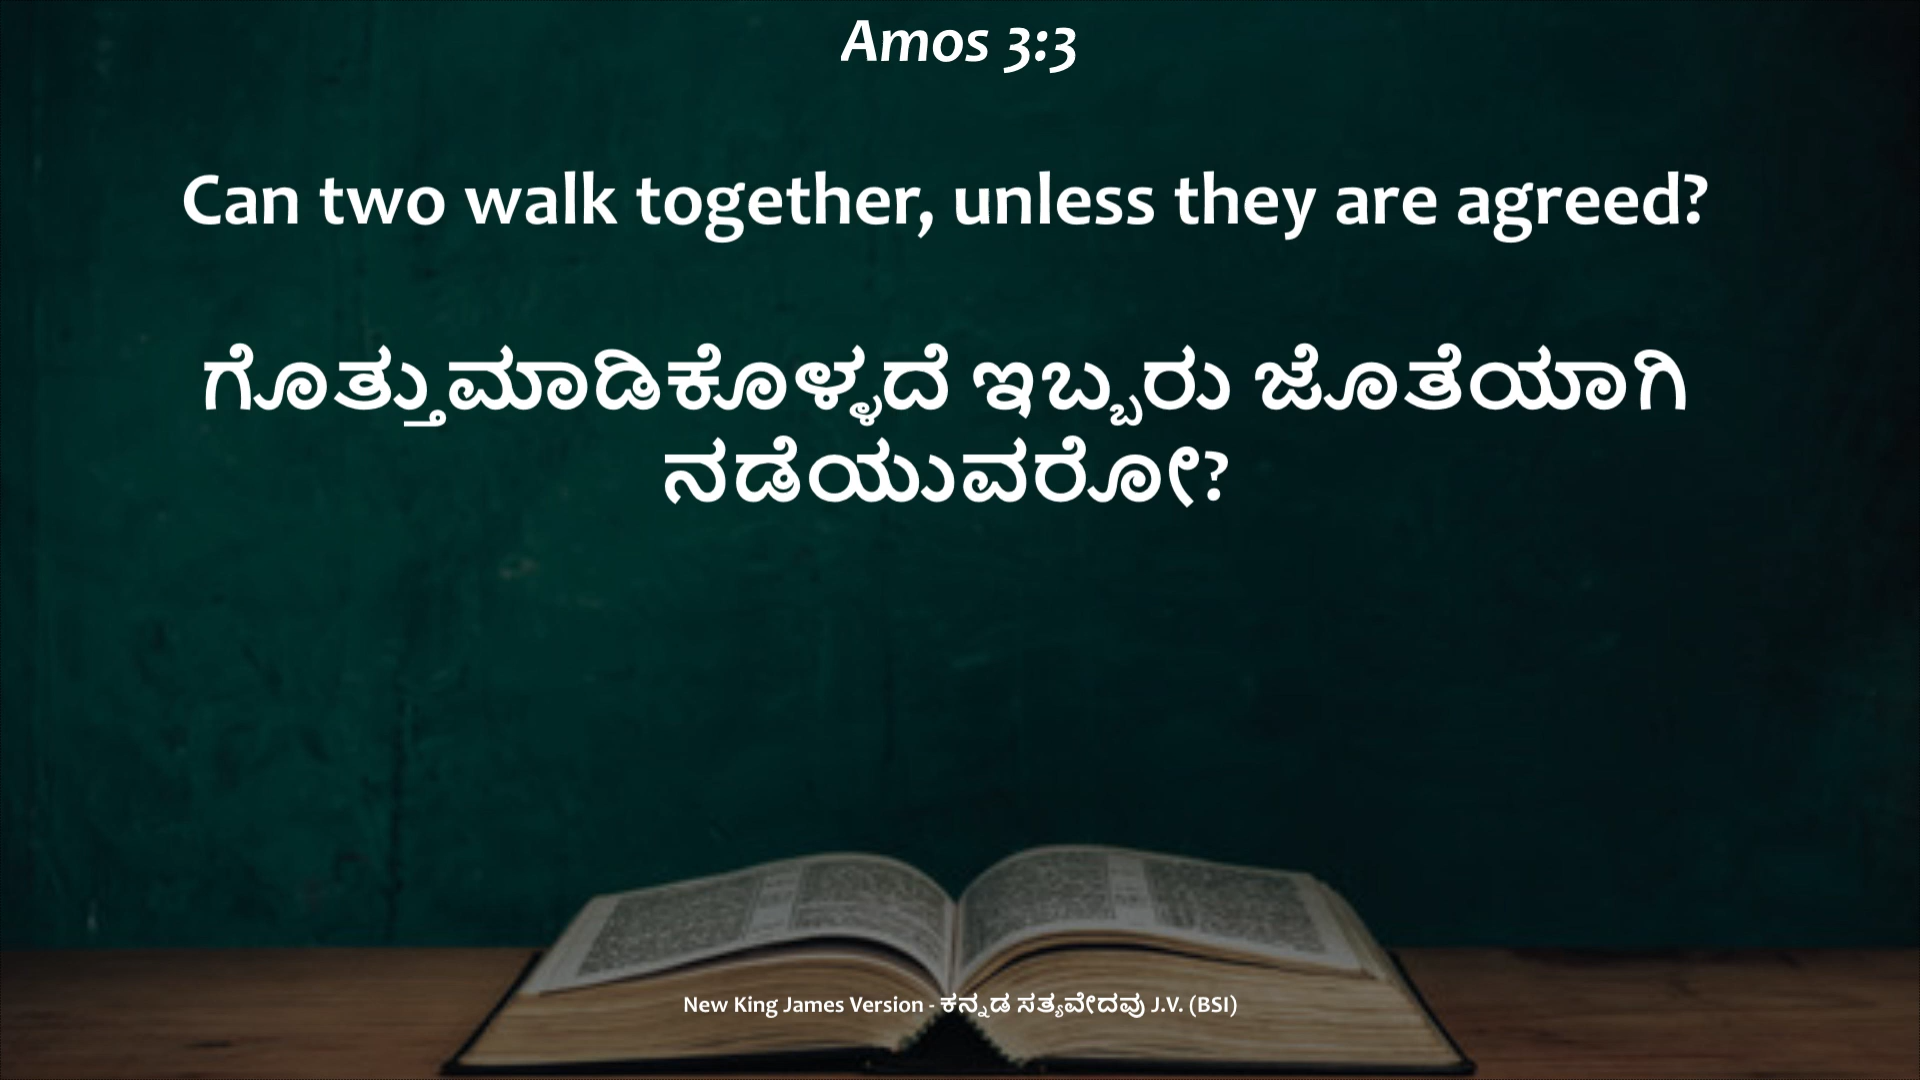 Amos 3:3
Can two walk together, unless they are agreed?
ಗೊತ್ತುಮಾಡಿಕೊಳ್ಳದೆ ಇಬ್ಬರು ಜೊತೆಯಾಗಿ
ನಡೆಯುವರೋ?
New King James Version - ಕನ್ನಡ ಸತ್ಯವೇದವು J.V. (BSI)